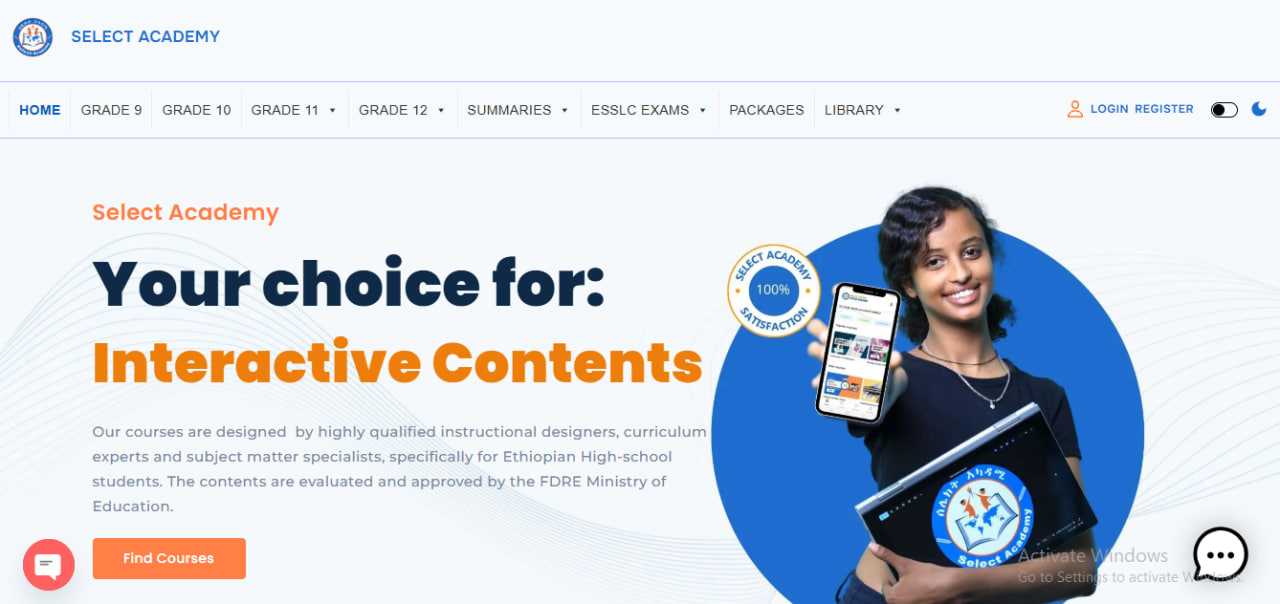 SELECT ACADEMY
HOME GRADE 9 GRADE 10 GRADE 11 GRADE 12 SUMMARIES ESSLC EXAMS PACKAGES LIBRARY LOGIN REGISTER
Select Academy
Your choice for:
Interactive Contents
Our courses are designed by highly qualified instructional designers, curriculum
experts and subject matter specialists, specifically for Ethiopian High-school
students. The contents are evaluated and approved by the FDRE Ministry of
Education.
Find Courses
SELECT ACADEMY
100%
SATISFACTION
ሰሌክት አካዳሚ
Select Academy
Activate Windows
Go to Settings to activate Windows.